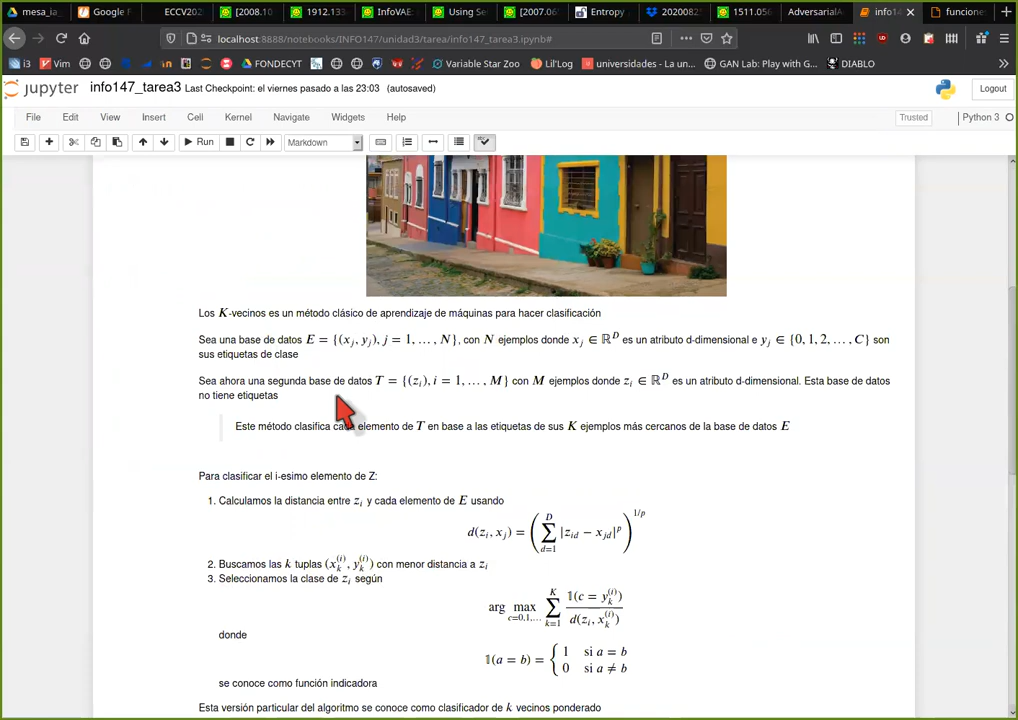 mesa_ia_
Google F
ECCV202
[2008.10
1912.133
InfoVAE:
Using Se
[2007.06
Entropy
20200825
1511.056
AdversarialA
info14
funcione
localhost:8888/notebooks/INFO147/unidad3/tarea/info147_tarea3.ipynb#
i3
Vim
FONDECYT
Variable Star Zoo
Lil'Log
universidades - La un...
GAN Lab: Play with G...
DIABLO
jupyter info147_tarea3 Last Checkpoint: el viernes pasado a las 23:03 (autosaved)
Logout
File Edit View Insert Cell Kernel Navigate Widgets Help
Trusted
Python 3
Run
Markdown
Los K-vecinos es un método clásico de aprendizaje de máquinas para hacer clasificación
Sea una base de datos E = {(x_j, y_j), j = 1, …, N}, con N ejemplos donde x_j ∈ ℝ^D es un atributo d-dimensional e y_j ∈ {0, 1, 2, …, C} son
sus etiquetas de clase
Sea ahora una segunda base de datos T = {(z_i), i = 1, …, M} con M ejemplos donde z_i ∈ ℝ^D es un atributo d-dimensional. Esta base de datos
no tiene etiquetas
Este método clasifica cada elemento de T en base a las etiquetas de sus K ejemplos más cercanos de la base de datos E
Para clasificar el i-esimo elemento de Z:
1. Calculamos la distancia entre z_i y cada elemento de E usando
d(z_i, x_j) = (∑_{d=1}^{D} |z_{id} − x_{jd}|^p)^{1/p}
2. Buscamos las k tuplas (x_k^{(i)}, y_k^{(i)}) con menor distancia a z_i
3. Seleccionamos la clase de z_i según
arg max_{c=0,1,…} ∑_{k=1}^{K} 𝟙(c = y_k^{(i)}) / d(z_i, x_k^{(i)})
donde
𝟙(a = b) = { 1 si a = b
0 si a ≠ b
se conoce como función indicadora
Esta versión particular del algoritmo se conoce como clasificador de k vecinos ponderado